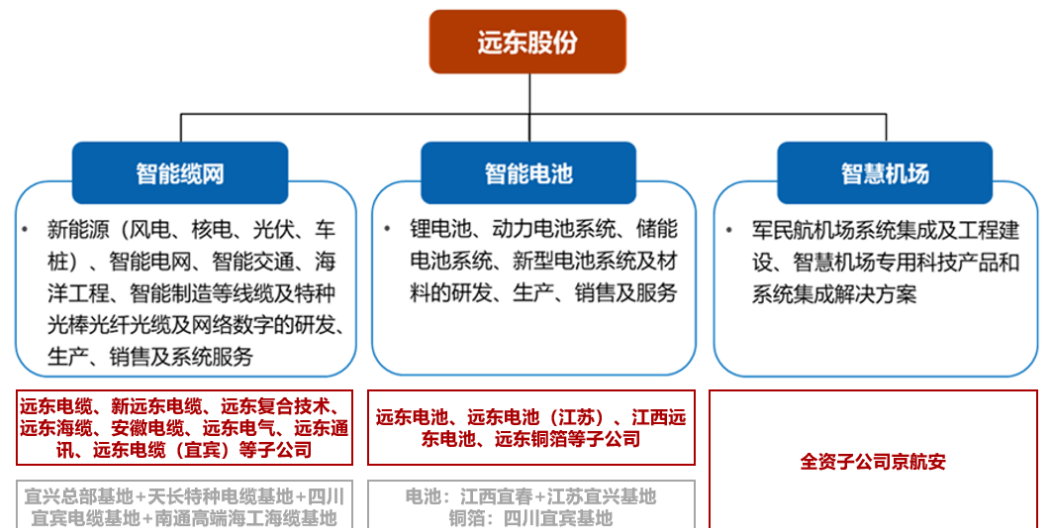 远东股份
智能缆网
智能电池
智慧机场
• 新能源（风电、核电、光伏、车
桩）、智能电网、智能交通、海
洋工程、智能制造等线缆及特种
光棒光纤光缆及网络数字的研发、
生产、销售及系统服务
• 锂电池、动力电池系统、储能
电池系统、新型电池系统及材
料的研发、生产、销售及服务
• 军民航机场系统集成及工程建
设、智慧机场专用科技产品和
系统集成解决方案
远东电缆、新远东电缆、远东复合技术、
远东海缆、安徽电缆、远东电气、远东通
讯、远东电缆（宜宾）等子公司
远东电池、远东电池（江苏）、江西远
东电池、远东铜箔等子公司
全资子公司京航安
宜兴总部基地+天长特种电缆基地+四川
宜宾电缆基地+南通高端海工海缆基地
电池：江西宜春+江苏宜兴基地
铜箔：四川宜宾基地